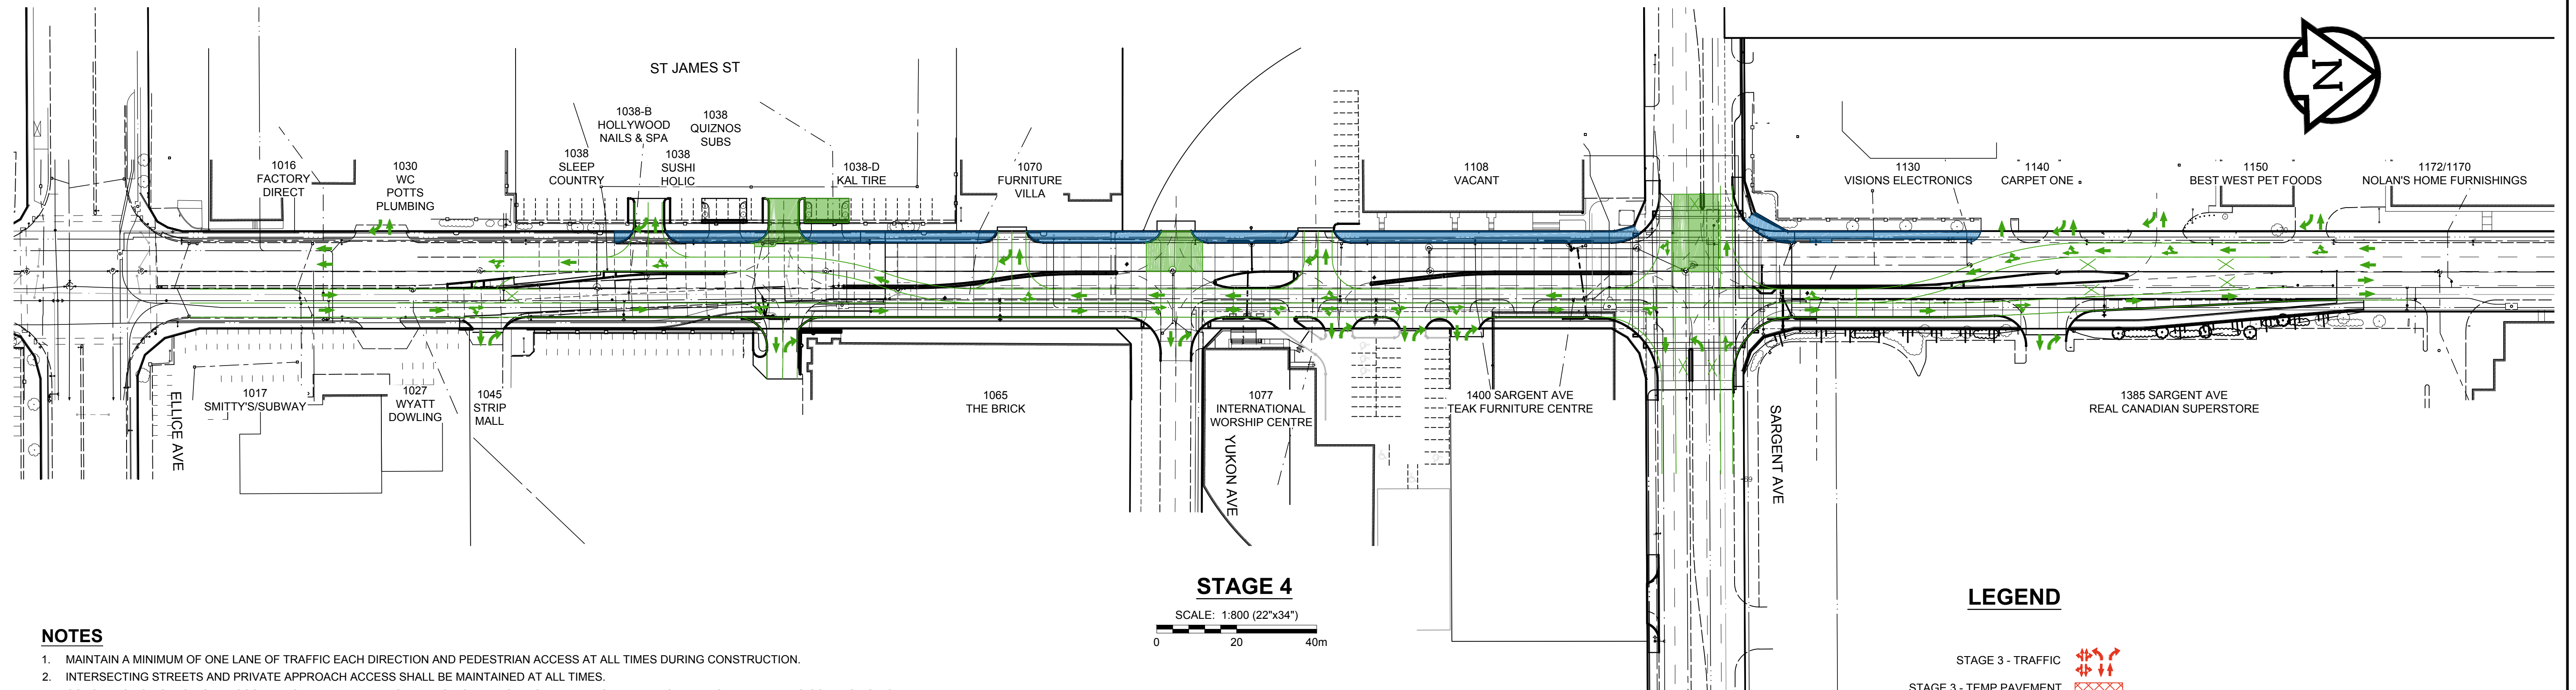 ST JAMES ST
N
1016
FACTORY
DIRECT
1030
WC
POTTS
PLUMBING
1038
SLEEP
COUNTRY
1038-B
HOLLYWOOD
NAILS & SPA
1038
SUSHI
HOLIC
1038
QUIZNOS
SUBS
1038-D
KAL TIRE
1070
FURNITURE
VILLA
1108
VACANT
1130
VISIONS ELECTRONICS
1140
CARPET ONE
1150
BEST WEST PET FOODS
1172/1170
NOLAN'S HOME FURNISHINGS
ELLICE AVE
1017
SMITTY'S/SUBWAY
1027
WYATT
DOWLING
1045
STRIP
MALL
1065
THE BRICK
YUKON AVE
1077
INTERNATIONAL
WORSHIP CENTRE
1400 SARGENT AVE
TEAK FURNITURE CENTRE
SARGENT AVE
1385 SARGENT AVE
REAL CANADIAN SUPERSTORE
STAGE 4
SCALE: 1:800 (22"x34")
0 20 40m
LEGEND
STAGE 3 - TRAFFIC
STAGE 3 - TEMP PAVEMENT
NOTES
1. MAINTAIN A MINIMUM OF ONE LANE OF TRAFFIC EACH DIRECTION AND PEDESTRIAN ACCESS AT ALL TIMES DURING CONSTRUCTION.
2. INTERSECTING STREETS AND PRIVATE APPROACH ACCESS SHALL BE MAINTAINED AT ALL TIMES.